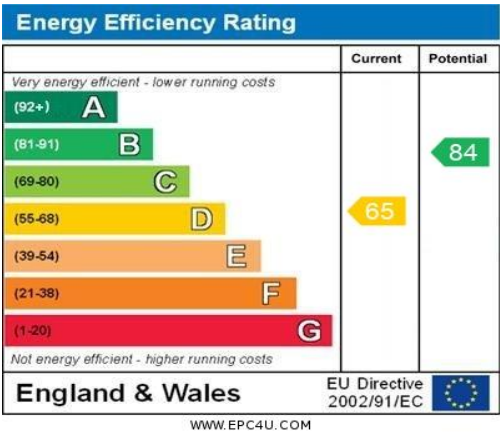 Energy Efficiency Rating
Current Potential
Very energy efficient - lower running costs
(92+) A
(81-91) B
84
(69-80) C
(55-68) D
65
(39-54) E
(21-38) F
(1-20) G
Not energy efficient - higher running costs
England & Wales
EU Directive
2002/91/EC
WWW.EPC4U.COM